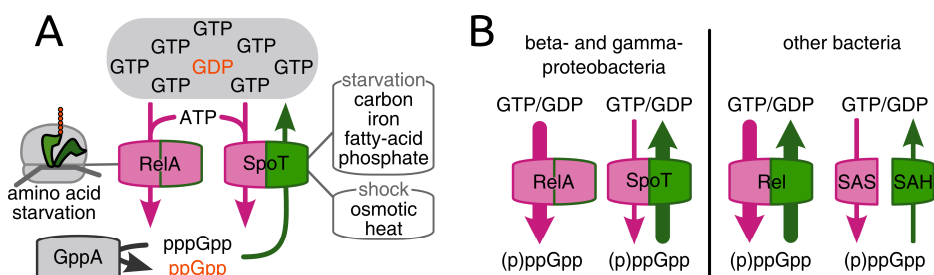 A
GTP
GTP
GTP
GTP
GDP
GTP
GTP
GTP
ATP
RelA
SpoT
amino acid
starvation
starvation
carbon
iron
fatty-acid
phosphate
shock
osmotic
heat
GppA
pppGpp
ppGpp
B
beta- and gamma-
proteobacteria
GTP/GDP
GTP/GDP
RelA
SpoT
(p)ppGpp
(p)ppGpp
other bacteria
GTP/GDP
GTP/GDP
Rel
SAS
SAH
(p)ppGpp
(p)ppGpp